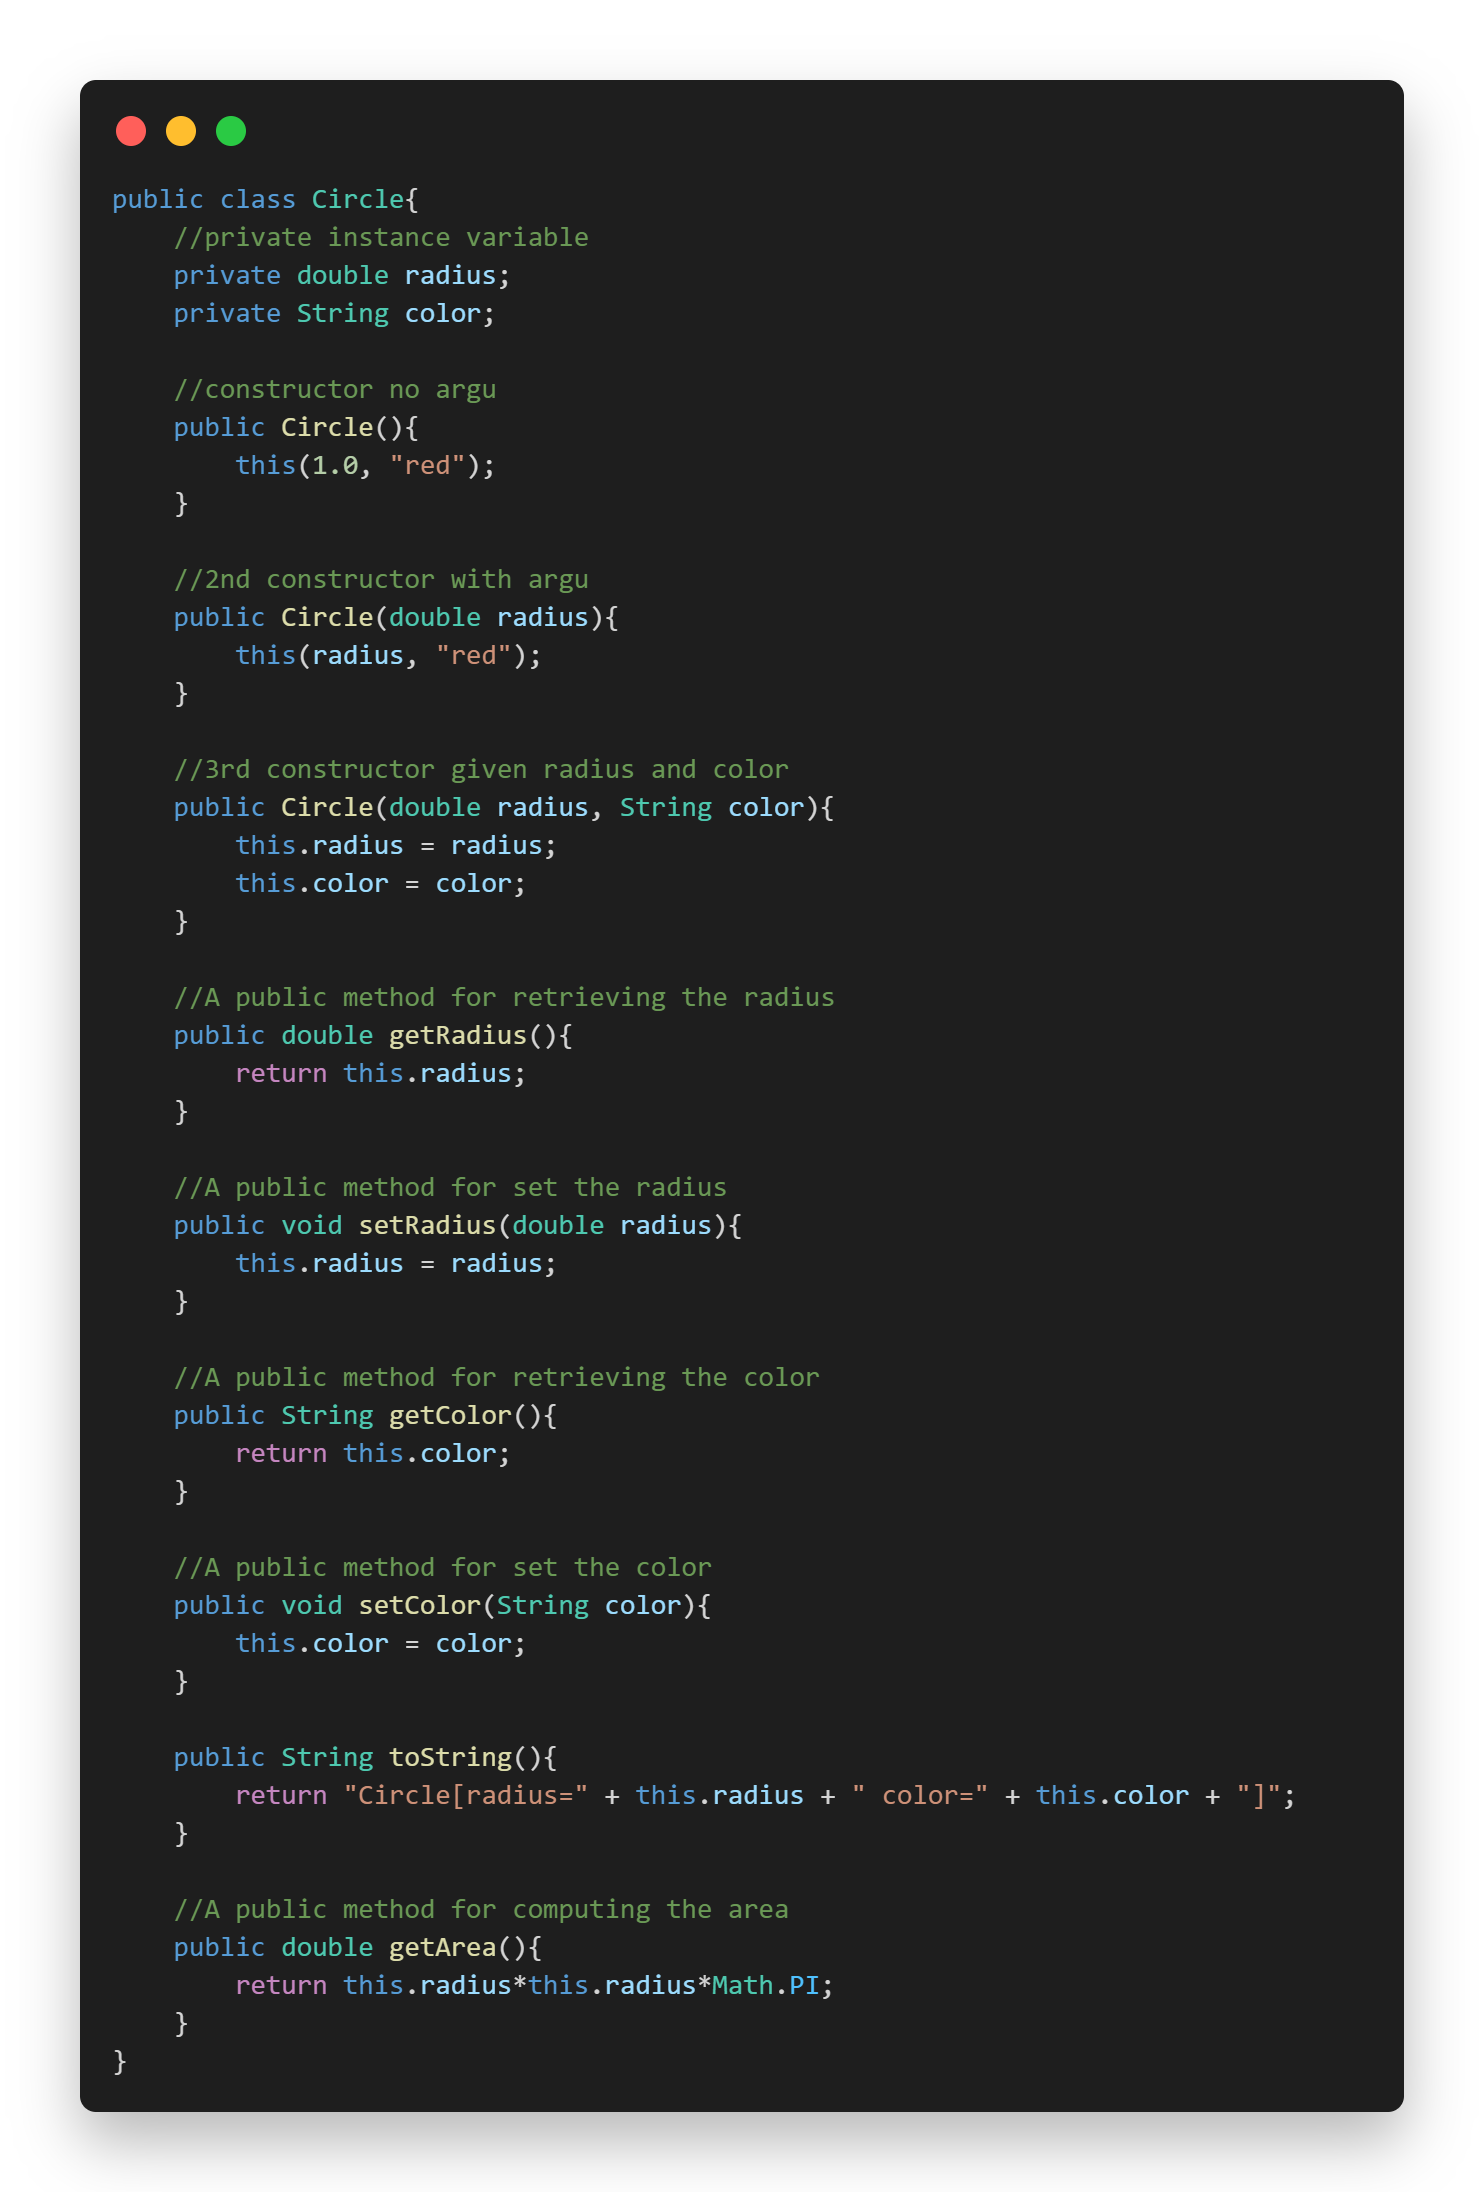 public class Circle{
    //private instance variable
    private double radius;
    private String color;

    //constructor no argu
    public Circle(){
        this(1.0, "red");
    }

    //2nd constructor with argu
    public Circle(double radius){
        this(radius, "red");
    }

    //3rd constructor given radius and color
    public Circle(double radius, String color){
        this.radius = radius;
        this.color = color;
    }

    //A public method for retrieving the radius
    public double getRadius(){
        return this.radius;
    }

    //A public method for set the radius
    public void setRadius(double radius){
        this.radius = radius;
    }

    //A public method for retrieving the color
    public String getColor(){
        return this.color;
    }

    //A public method for set the color
    public void setColor(String color){
        this.color = color;
    }

    public String toString(){
        return "Circle[radius=" + this.radius + " color=" + this.color + "]";
    }

    //A public method for computing the area
    public double getArea(){
        return this.radius*this.radius*Math.PI;
    }
}